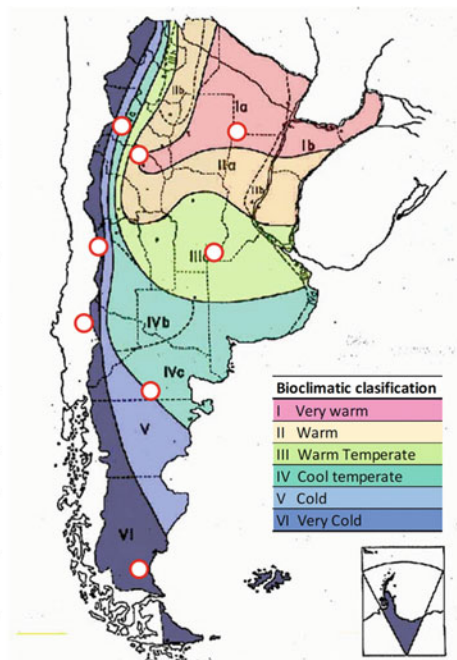 IIb
Ia
Ib
IIa
IIb
III
IVb
IVc
V
VI
Bioclimatic clasification
I Very warm
II Warm
III Warm Temperate
IV Cool temperate
V Cold
VI Very Cold